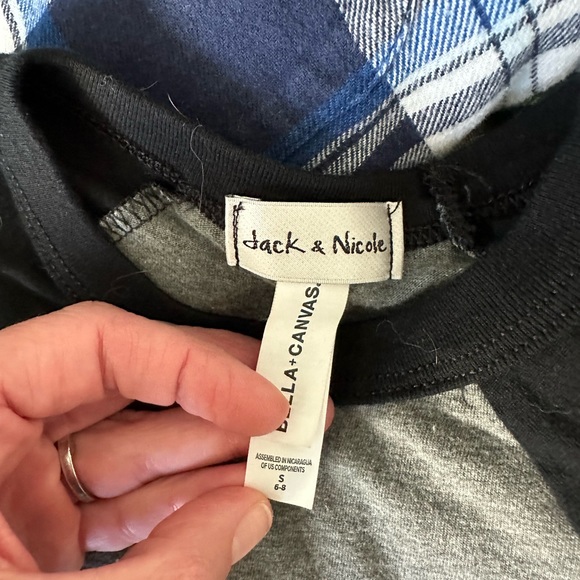 Jack & Nicole
BELLA+CANVAS.
ASSEMBLED IN NICARAGUA
OF US COMPONENTS
S
6-8